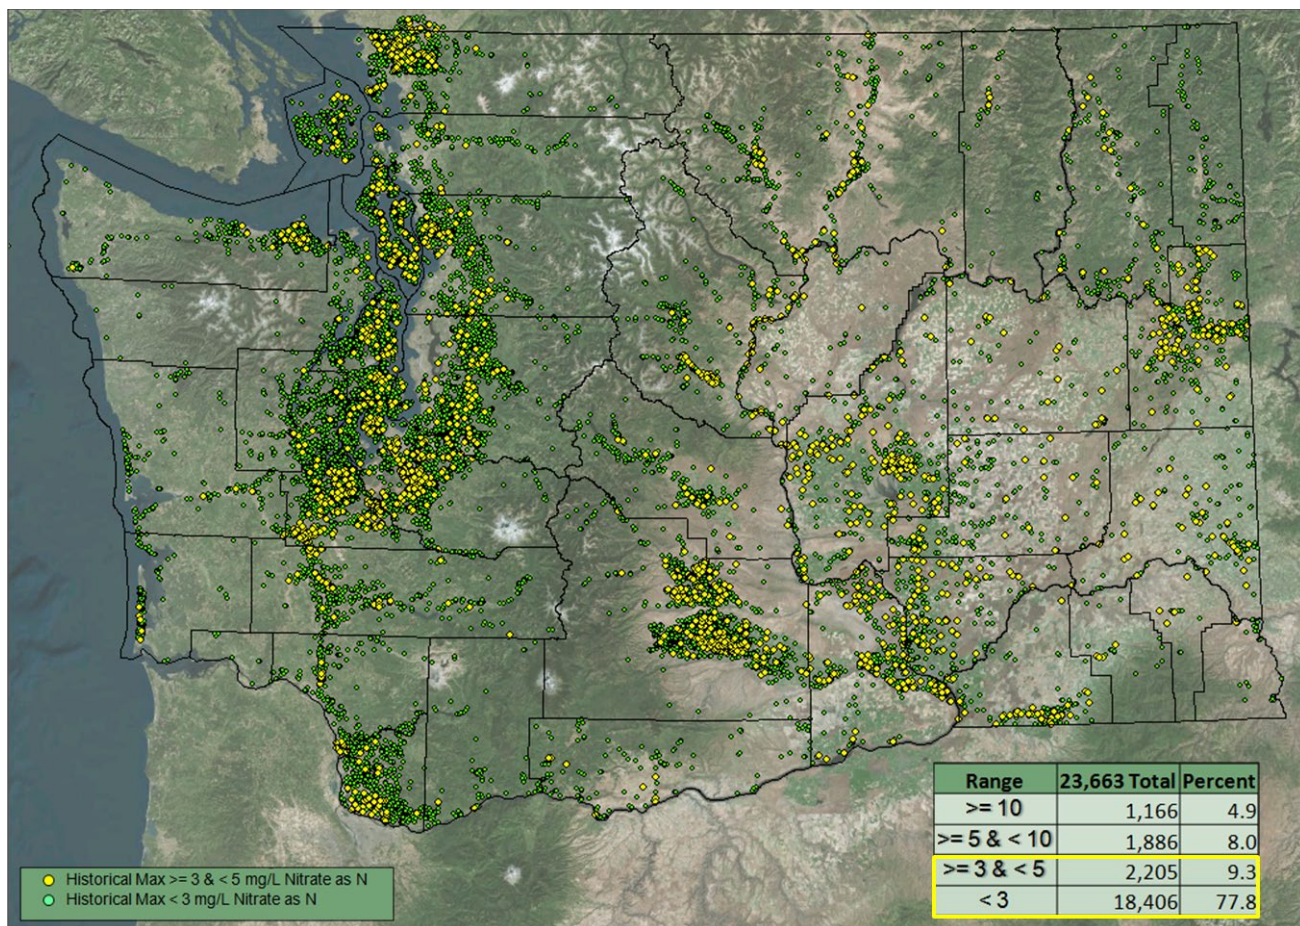 Range 23,663 Total Percent
>= 10 1,166 4.9
>= 5 & < 10 1,886 8.0
>= 3 & < 5 2,205 9.3
< 3 18,406 77.8
Historical Max >= 3 & < 5 mg/L Nitrate as N
Historical Max < 3 mg/L Nitrate as N